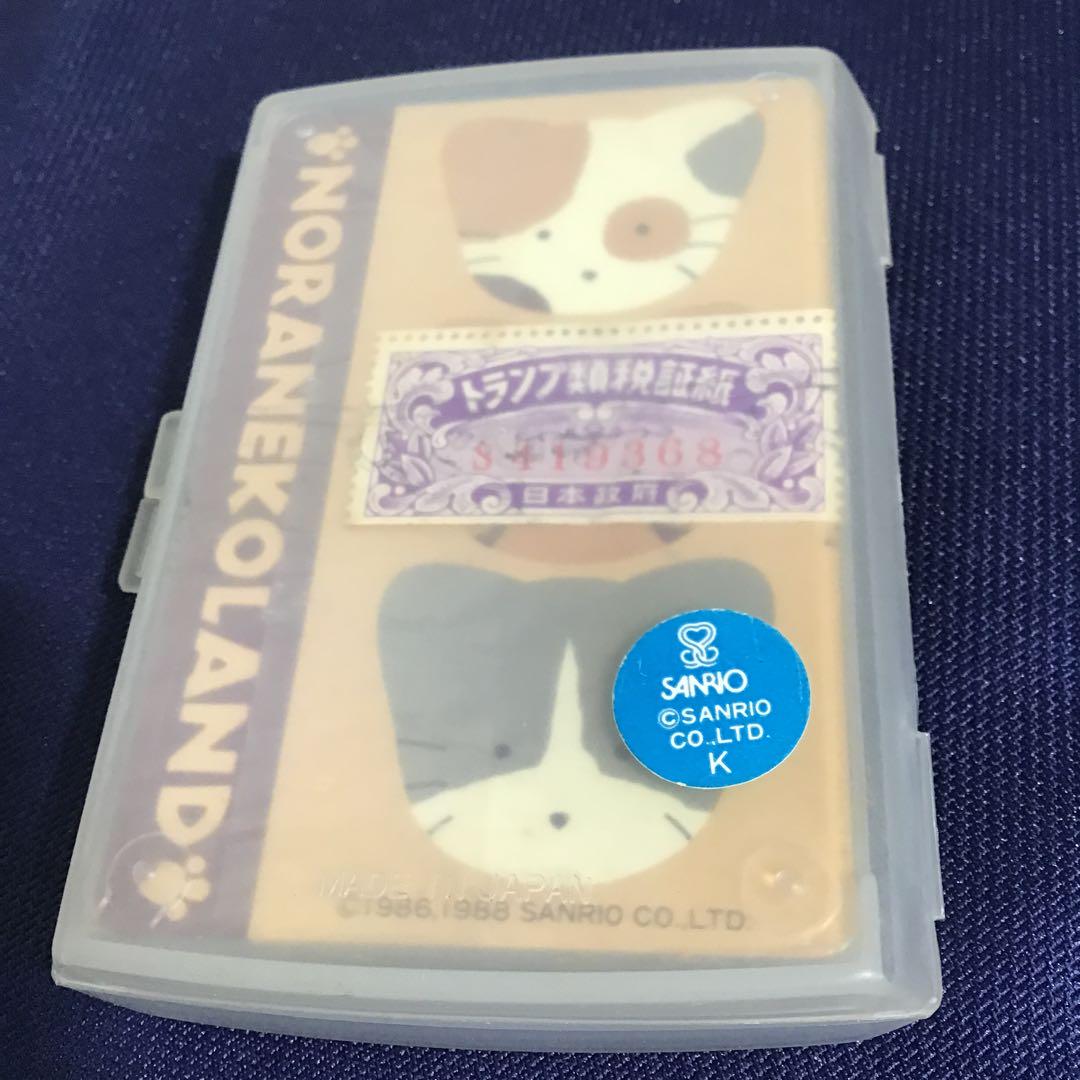 NORANEKOLAND
トランプ類税証紙
S419368
日本政府
SANRIO
©SANRIO
CO.,LTD.
K
MADE IN JAPAN
©1986,1988 SANRIO CO.,LTD.